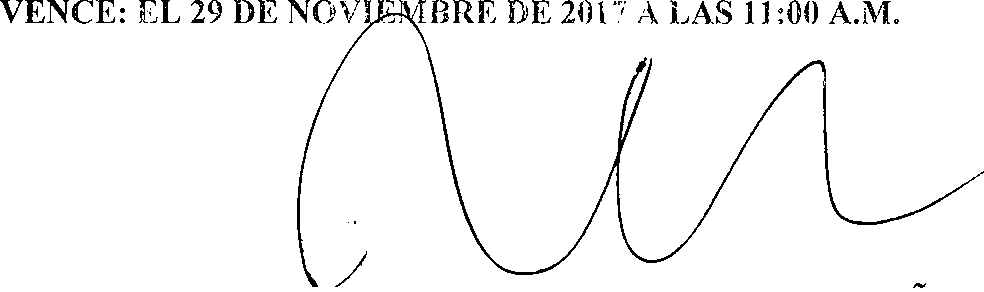 VENCE: EL 29 DE NOVIEMBRE DE 2017 A LAS 11:00 A.M.